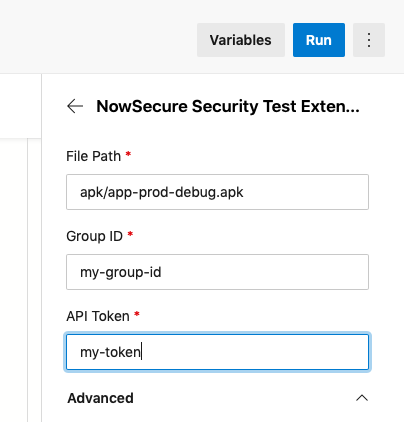 Variables
Run
NowSecure Security Test Exten...
File Path *
apk/app-prod-debug.apk
Group ID *
my-group-id
API Token *
my-token
Advanced